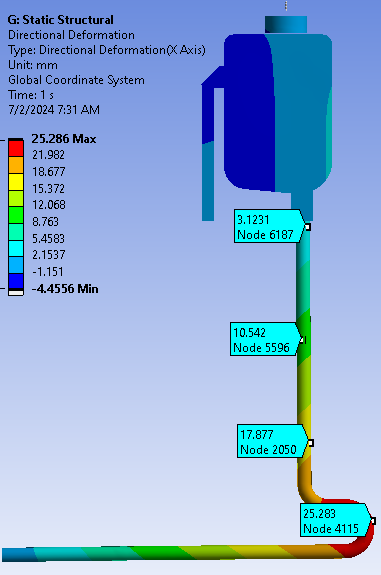 G: Static Structural
Directional Deformation
Type: Directional Deformation(X Axis)
Unit: mm
Global Coordinate System
Time: 1 s
7/2/2024 7:31 AM
25.286 Max
21.982
18.677
15.372
12.068
8.763
5.4583
2.1537
-1.151
-4.4556 Min
3.1231
Node 6187
10.542
Node 5596
17.877
Node 2050
25.283
Node 4115